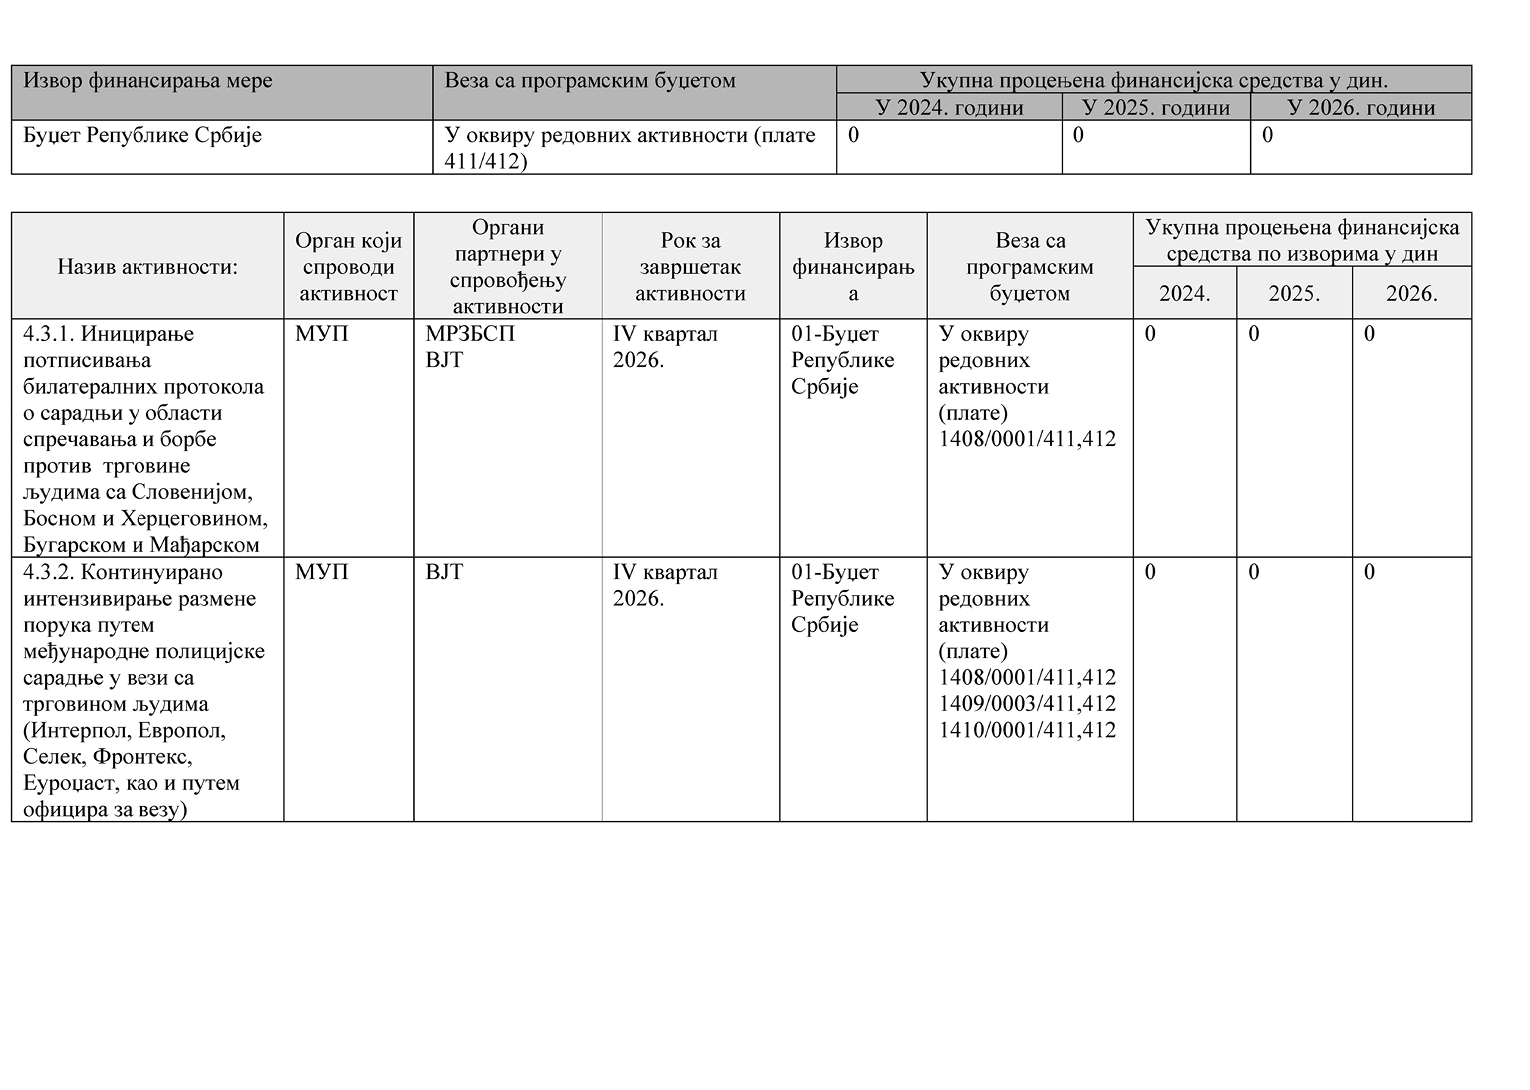 Извор финансирања мере
Веза са програмским буџетом
Укупна процењена финансијска средства у дин.
У 2024. години
У 2025. години
У 2026. години
Буџет Републике Србије
У оквиру редовних активности (плате
411/412)
0
0
0
Назив активности:
Орган који
спроводи
активност
Органи
партнери у
спровођењу
активности
Рок за
завршетак
активности
Извор
финансирањ
а
Веза са
програмским
буџетом
Укупна процењена финансијска
средства по изворима у дин
2024.
2025.
2026.
4.3.1. Иницирање
потписивања
билатералних протокола
о сарадњи у области
спречавања и борбе
против  трговине
људима са Словенијом,
Босном и Херцеговином,
Бугарском и Мађарском
МУП
МРЗБСП
ВЈТ
IV квартал
2026.
01-Буџет
Републике
Србије
У оквиру
редовних
активности
(плате)
1408/0001/411,412
0
0
0
4.3.2. Континуирано
интензивирање размене
порука путем
међународне полицијске
сарадње у вези са
трговином људима
(Интерпол, Европол,
Селек, Фронтекс,
Еуроџаст, као и путем
официра за везу)
МУП
ВЈТ
IV квартал
2026.
01-Буџет
Републике
Србије
У оквиру
редовних
активности
(плате)
1408/0001/411,412
1409/0003/411,412
1410/0001/411,412
0
0
0